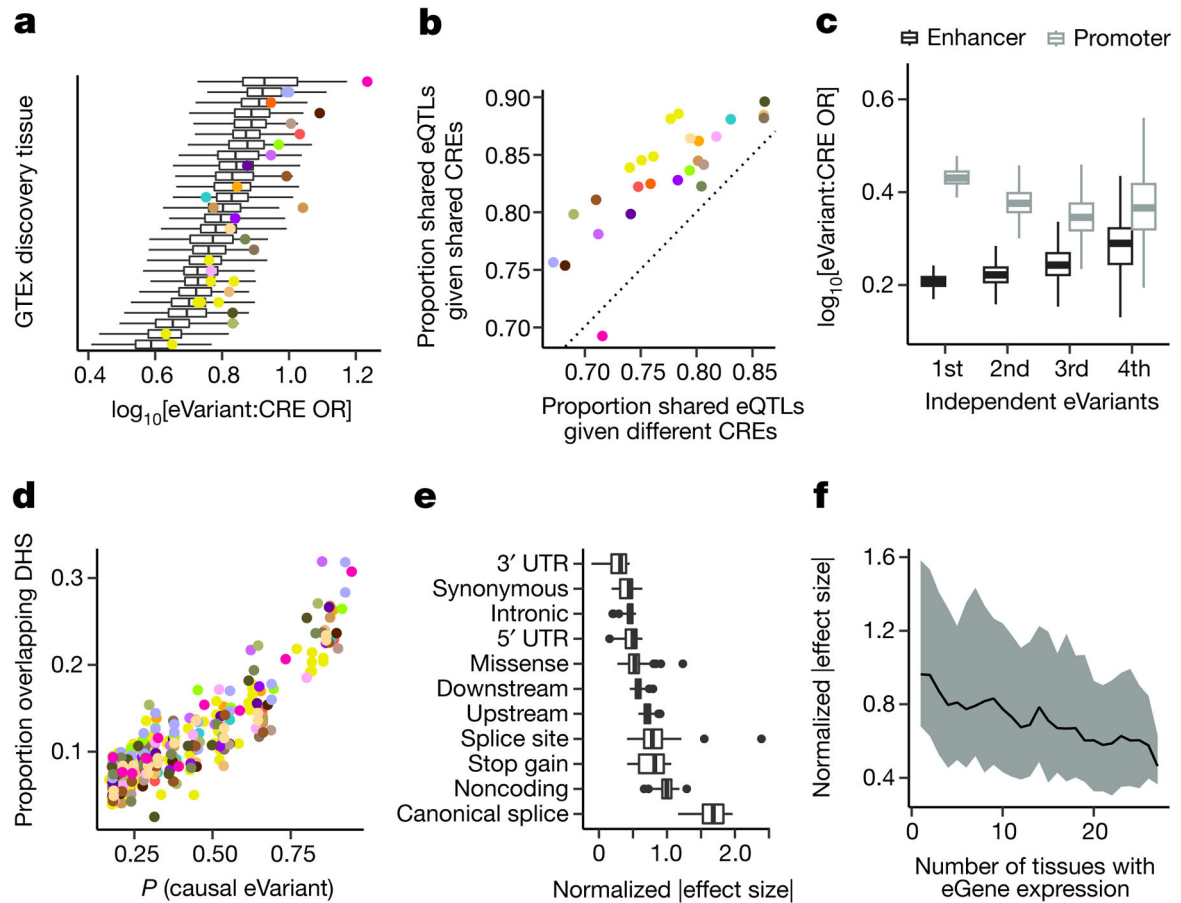 a
GTEx discovery tissue
0.4 0.6 0.8 1.0 1.2
log10[eVariant:CRE OR]
b
Proportion shared eQTLs
given shared CREs
0.90
0.85
0.80
0.75
0.70
0.70 0.75 0.80 0.85
Proportion shared eQTLs
given different CREs
c
Enhancer Promoter
log10[eVariant:CRE OR]
0.6
0.4
0.2
1st 2nd 3rd 4th
Independent eVariants
d
Proportion overlapping DHS
0.3
0.2
0.1
0.25 0.50 0.75
P (causal eVariant)
e
3′ UTR
Synonymous
Intronic
5′ UTR
Missense
Downstream
Upstream
Splice site
Stop gain
Noncoding
Canonical splice
0 1.0 2.0
Normalized |effect size|
f
Normalized |effect size|
1.6
1.2
0.8
0.4
0 10 20
Number of tissues with
eGene expression